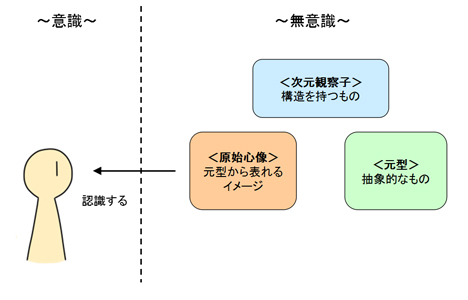 ～意識～
～無意識～
＜次元観察子＞
構造を持つもの
＜原始心像＞
元型から表れる
イメージ
＜元型＞
抽象的なもの
認識する